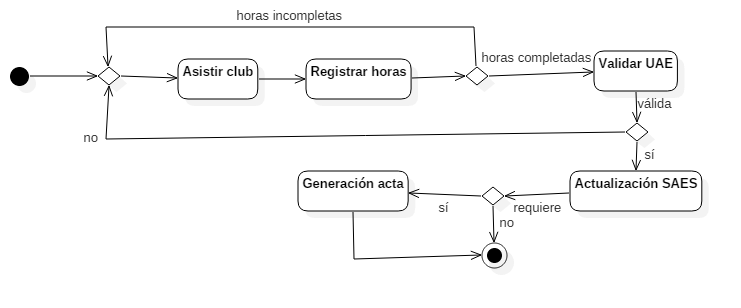 horas incompletas
Asistir club
Registrar horas
horas completadas
Validar UAE
válida
no
sí
Generación acta
Actualización SAES
sí
requiere
no